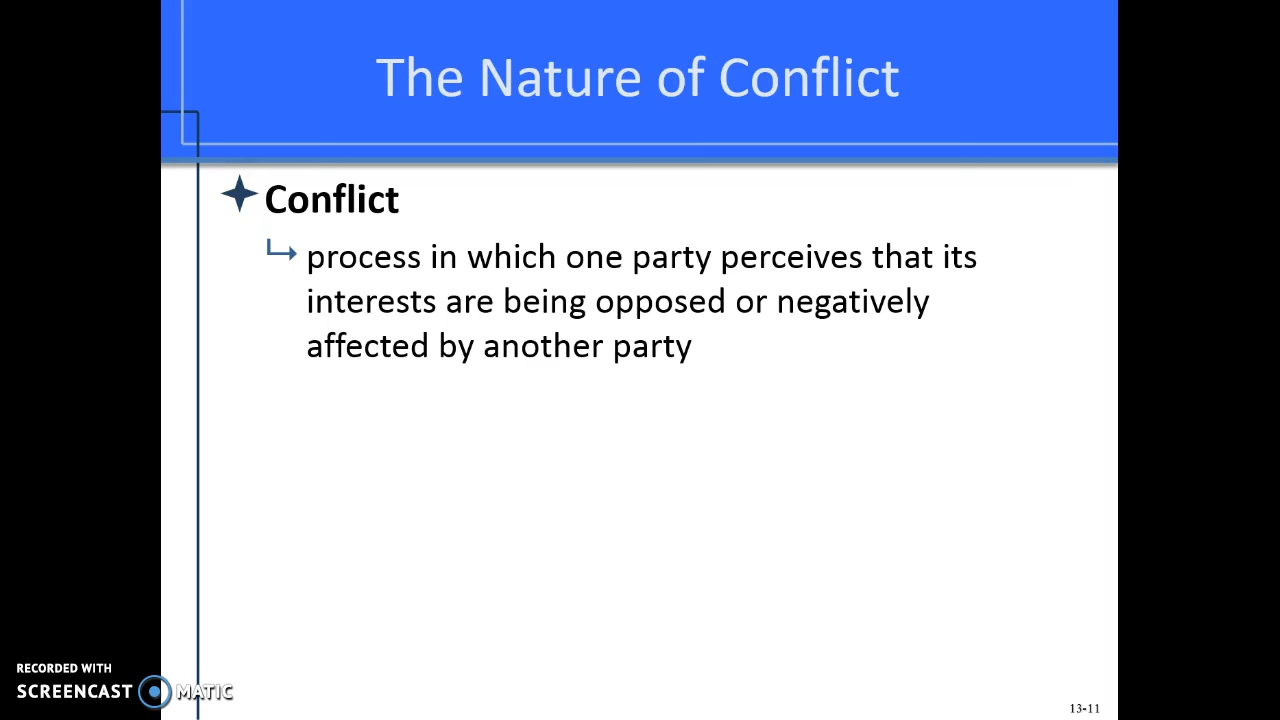 The Nature of Conflict
Conflict
process in which one party perceives that its
interests are being opposed or negatively
affected by another party
RECORDED WITH
SCREENCAST MATIC
13-11